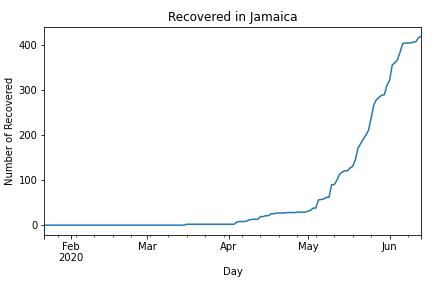 Recovered in Jamaica
Number of Recovered
400
300
200
100
0
Feb
2020
Mar
Apr
May
Jun
Day